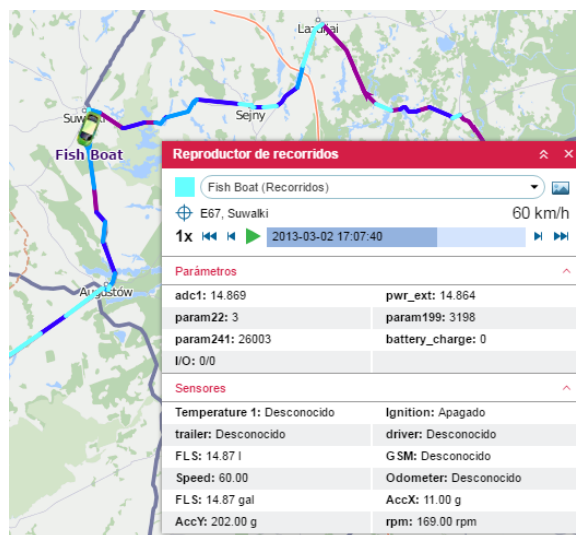 Lazdijai
Suwalki
Sejny
Fish Boat
Augustów
Reproductor de recorridos
Fish Boat (Recorridos)
E67, Suwalki 60 km/h
1x 2013-03-02 17:07:40
Parámetros
adc1: 14.869 pwr_ext: 14.864
param22: 3 param199: 3198
param241: 26003 battery_charge: 0
I/O: 0/0
Sensores
Temperature 1: Desconocido Ignition: Apagado
trailer: Desconocido driver: Desconocido
FLS: 14.87 l GSM: Desconocido
Speed: 60.00 Odometer: Desconocido
FLS: 14.87 gal AccX: 11.00 g
AccY: 202.00 g rpm: 169.00 rpm